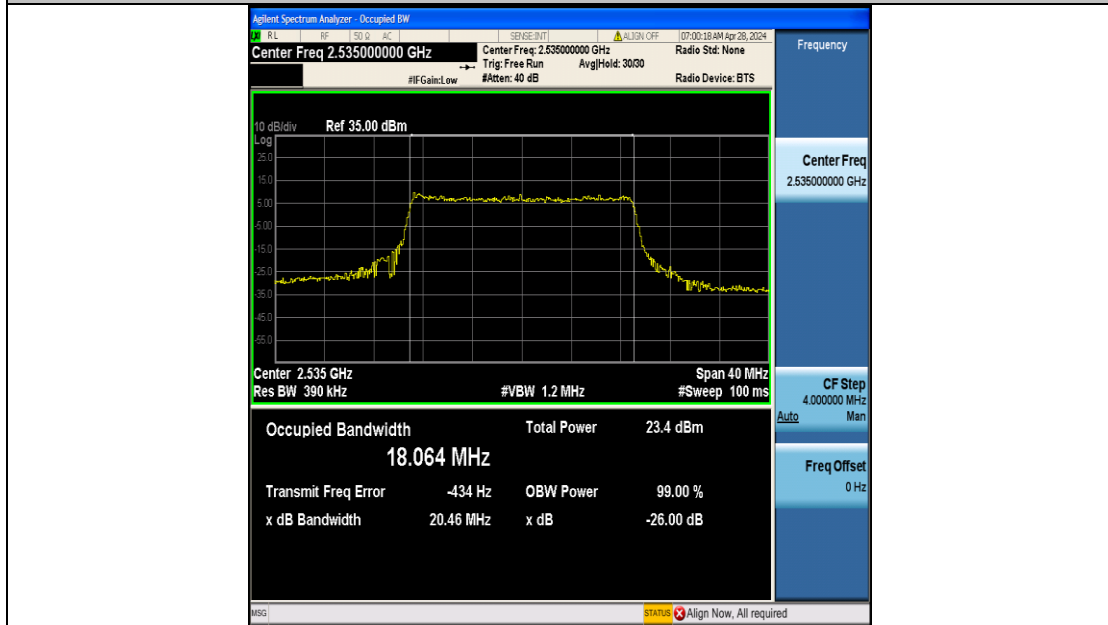 Agilent Spectrum Analyzer - Occupied BW
RL RF 50 Ω AC SENSE:INT ALIGN OFF 07:00:18 AM Apr 28, 2024
Center Freq 2.535000000 GHz Center Freq: 2.535000000 GHz Radio Std: None
Trig: Free Run Avg|Hold: 30/30
#IFGain:Low #Atten: 40 dB Radio Device: BTS
Frequency
10 dB/div Ref 35.00 dBm
Log
25.0
15.0
5.00
-5.00
-15.0
-25.0
-35.0
-45.0
-55.0
Center 2.535 GHz Span 40 MHz
Res BW 390 kHz #VBW 1.2 MHz #Sweep 100 ms
Occupied Bandwidth Total Power 23.4 dBm
18.064 MHz
Transmit Freq Error -434 Hz OBW Power 99.00 %
x dB Bandwidth 20.46 MHz x dB -26.00 dB
Center Freq
2.535000000 GHz
CF Step
4.000000 MHz
Auto Man
Freq Offset
0 Hz
MSG STATUS Align Now, All required